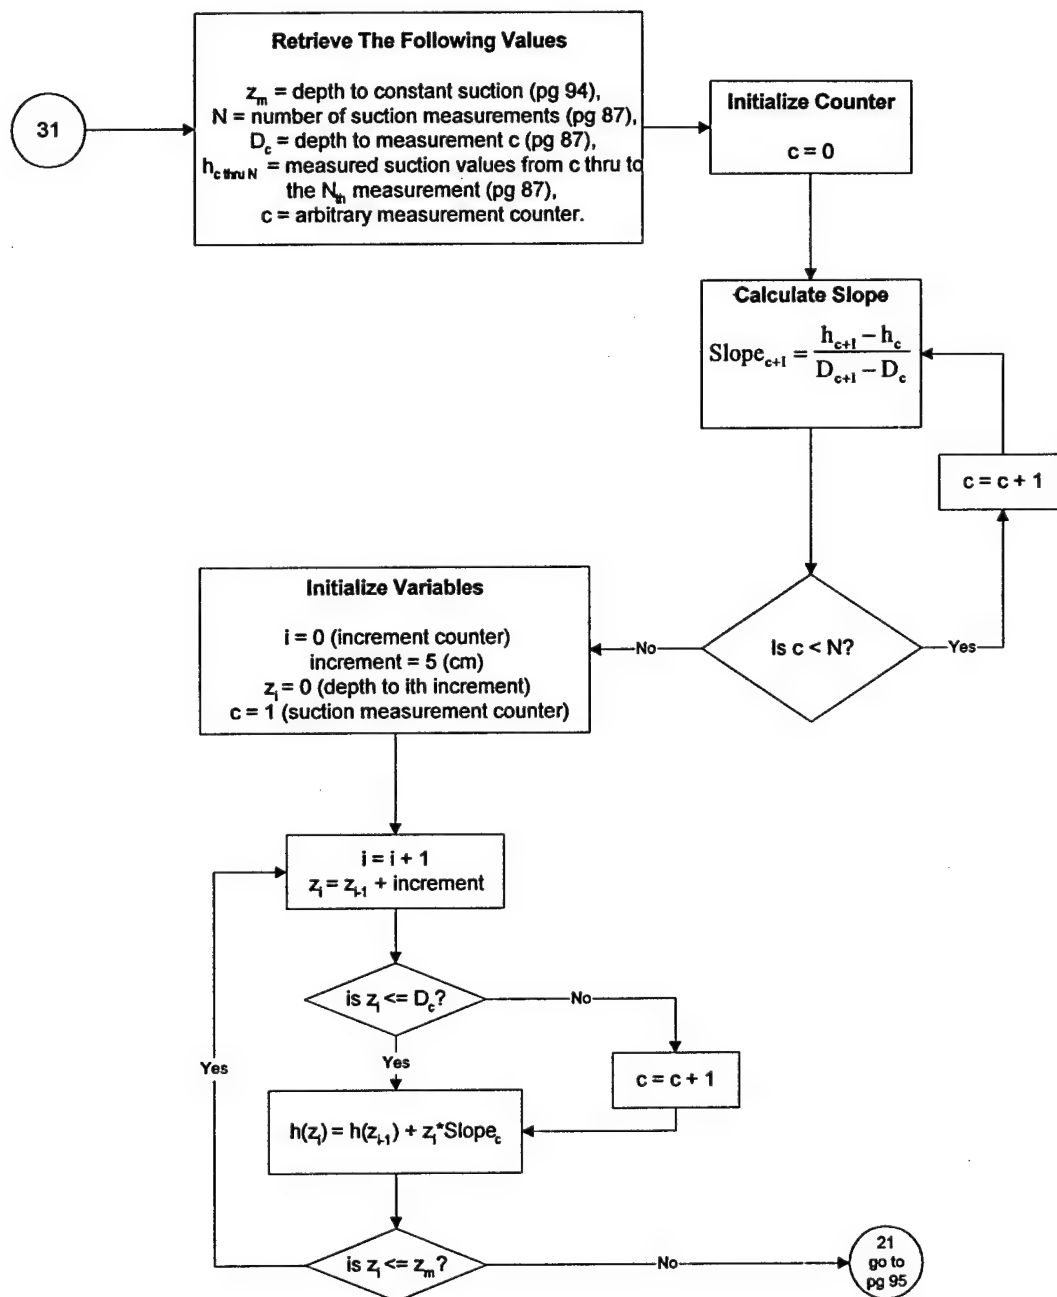 31
Retrieve The Following Values
z_m = depth to constant suction (pg 94),
N = number of suction measurements (pg 87),
D_c = depth to measurement c (pg 87),
h_c thru N = measured suction values from c thru to
the N_th measurement (pg 87),
c = arbitrary measurement counter.
Initialize Counter
c = 0
Calculate Slope
Slope_c+1 = (h_c+1 − h_c) / (D_c+1 − D_c)
c = c + 1
Is c < N?
Yes
No
Initialize Variables
i = 0 (increment counter)
increment = 5 (cm)
z_i = 0 (depth to ith increment)
c = 1 (suction measurement counter)
i = i + 1
z_i = z_i-1 + increment
is z_i <= D_c?
No
Yes
c = c + 1
h(z_i) = h(z_i-1) + z_i*Slope_c
Yes
is z_i <= z_m?
No
21
go to
pg 95